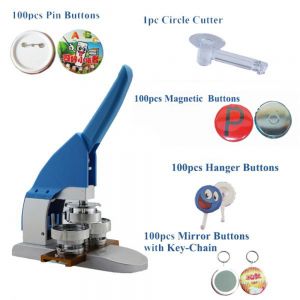 100pcs Pin Buttons
1pc Circle Cutter
A B C
100pcs Magnetic Buttons
P
100pcs Hanger Buttons
100pcs Mirror Buttons
with Key-Chain